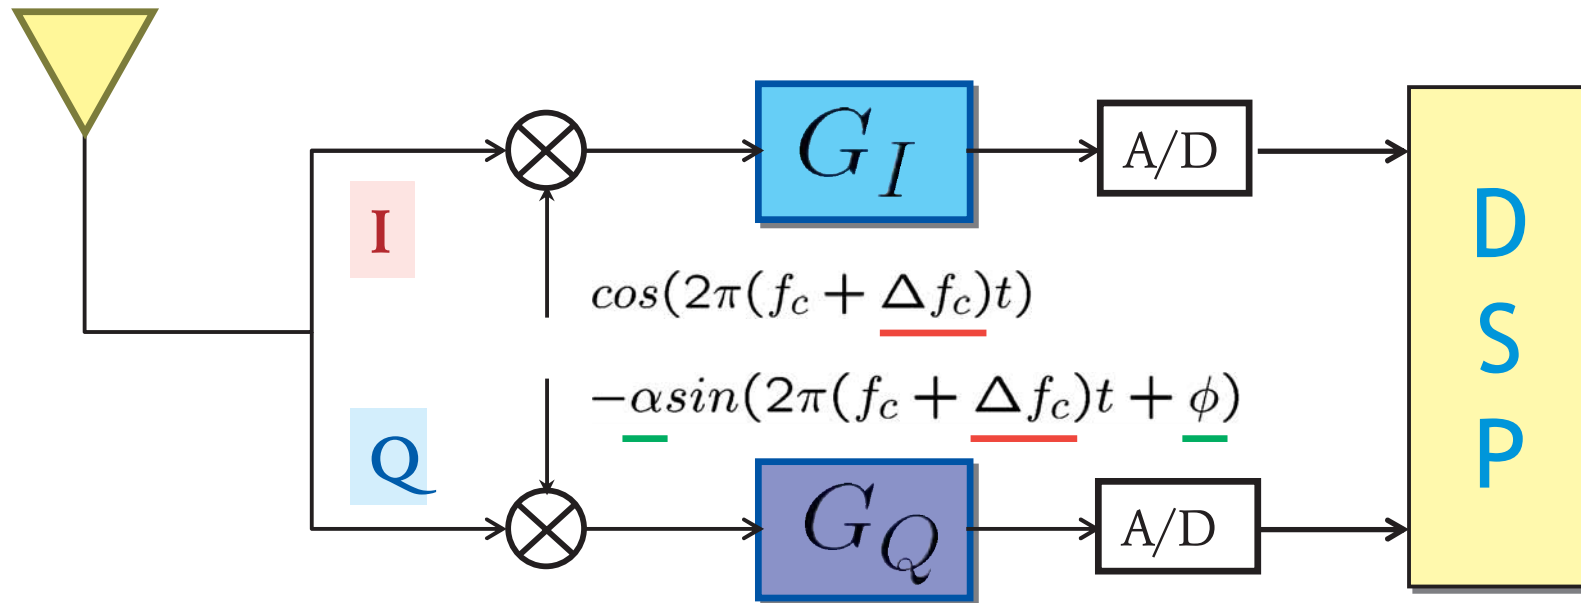 G_I
A/D
I
cos(2π(f_c + Δf_c)t)
-αsin(2π(f_c + Δf_c)t + ϕ)
Q
G_Q
A/D
D
S
P